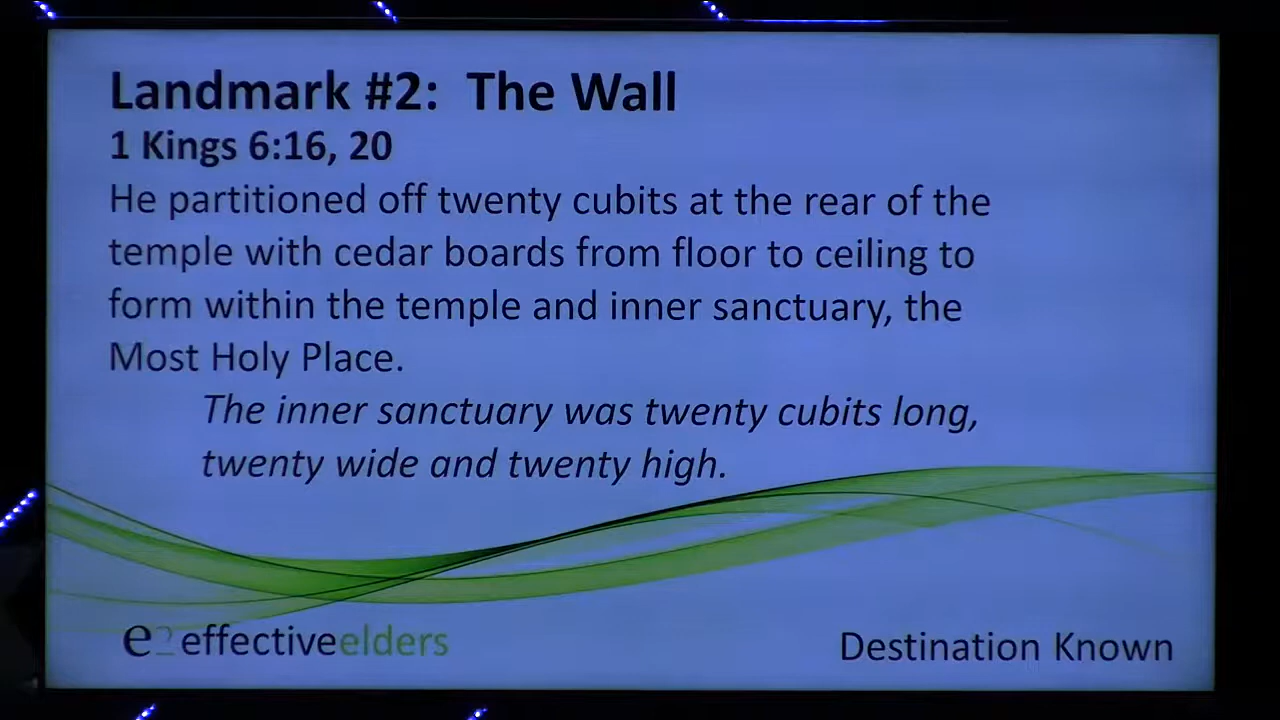 Landmark #2: The Wall
1 Kings 6:16, 20
He partitioned off twenty cubits at the rear of the
temple with cedar boards from floor to ceiling to
form within the temple and inner sanctuary, the
Most Holy Place.
The inner sanctuary was twenty cubits long,
twenty wide and twenty high.
e2 effectiveelders
Destination Known